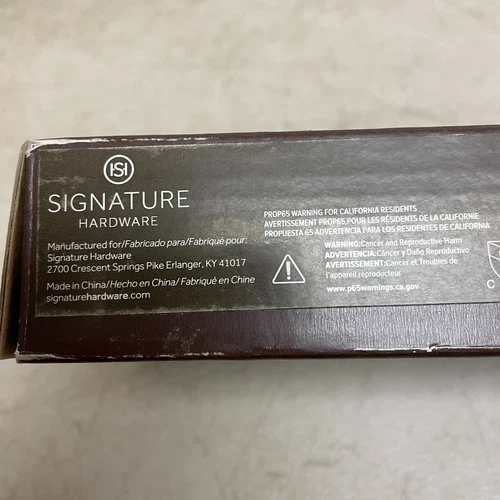 SH
SIGNATURE
HARDWARE
Manufactured for/Fabricado para/Fabriqué pour:
Signature Hardware
2700 Crescent Springs Pike Erlanger, KY 41017
Made in China/Hecho en China/ Fabriqué en Chine
signaturehardware.com
PROP65 WARNING FOR CALIFORNIA RESIDENTS
AVERTISSEMENT PROP65 POUR LES RÉSIDENTS DE LA CALIFORNIE
PROPUESTA 65 ADVERTENCIA PARA LOS RESIDENTES DE CALIFORNIA
WARNING:Cancer and Reproductive Harm
ADVERTENCIA:Cáncer y Daño Reproductivo
AVERTISSEMENT:Cancer et Troubles de
l'appareil reproducteur
www.p65warnings.ca.gov
C